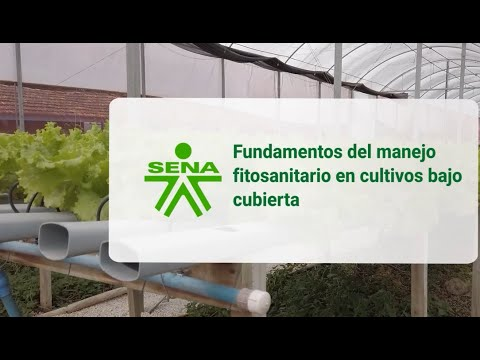 SENA
Fundamentos del manejo
fitosanitario en cultivos bajo
cubierta